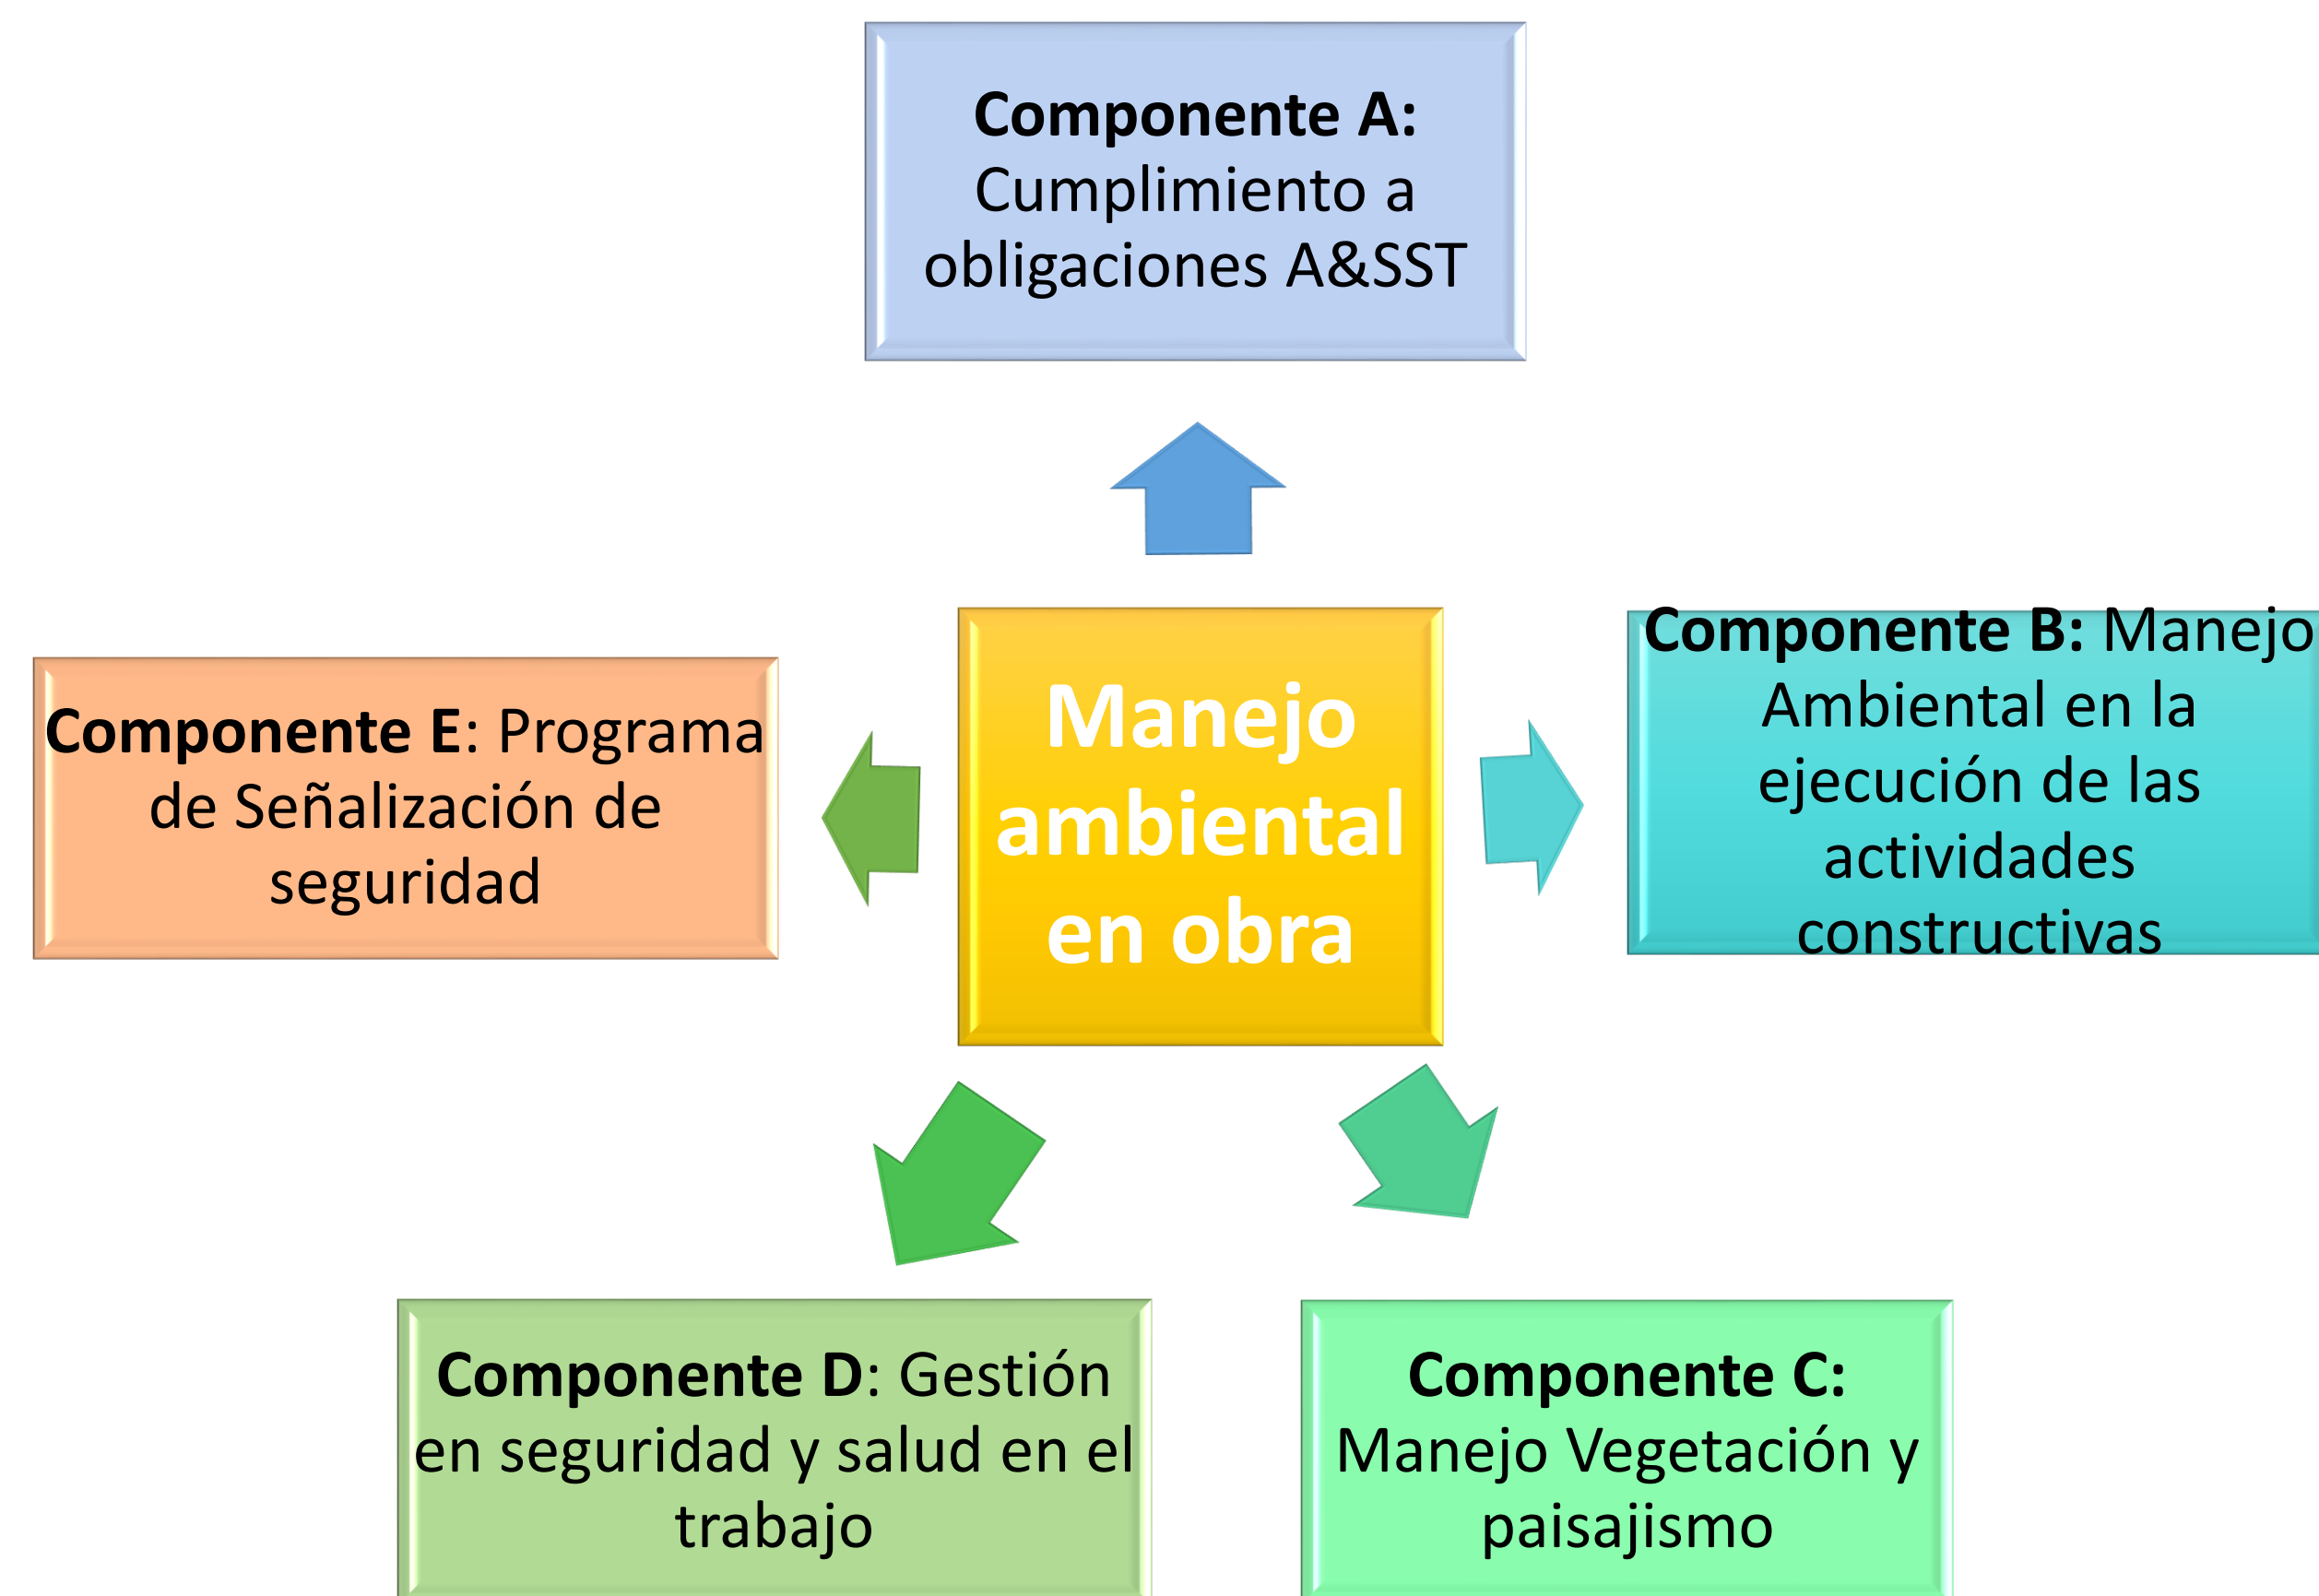 Componente A:
Cumplimiento a
obligaciones A&SST
Componente B: Manejo
Ambiental en la
ejecución de las
actividades
constructivas
Componente E: Programa
de Señalización de
seguridad
Manejo
ambiental
en obra
Componente D: Gestión
en seguridad y salud en el
trabajo
Componente C:
Manejo Vegetación y
paisajismo